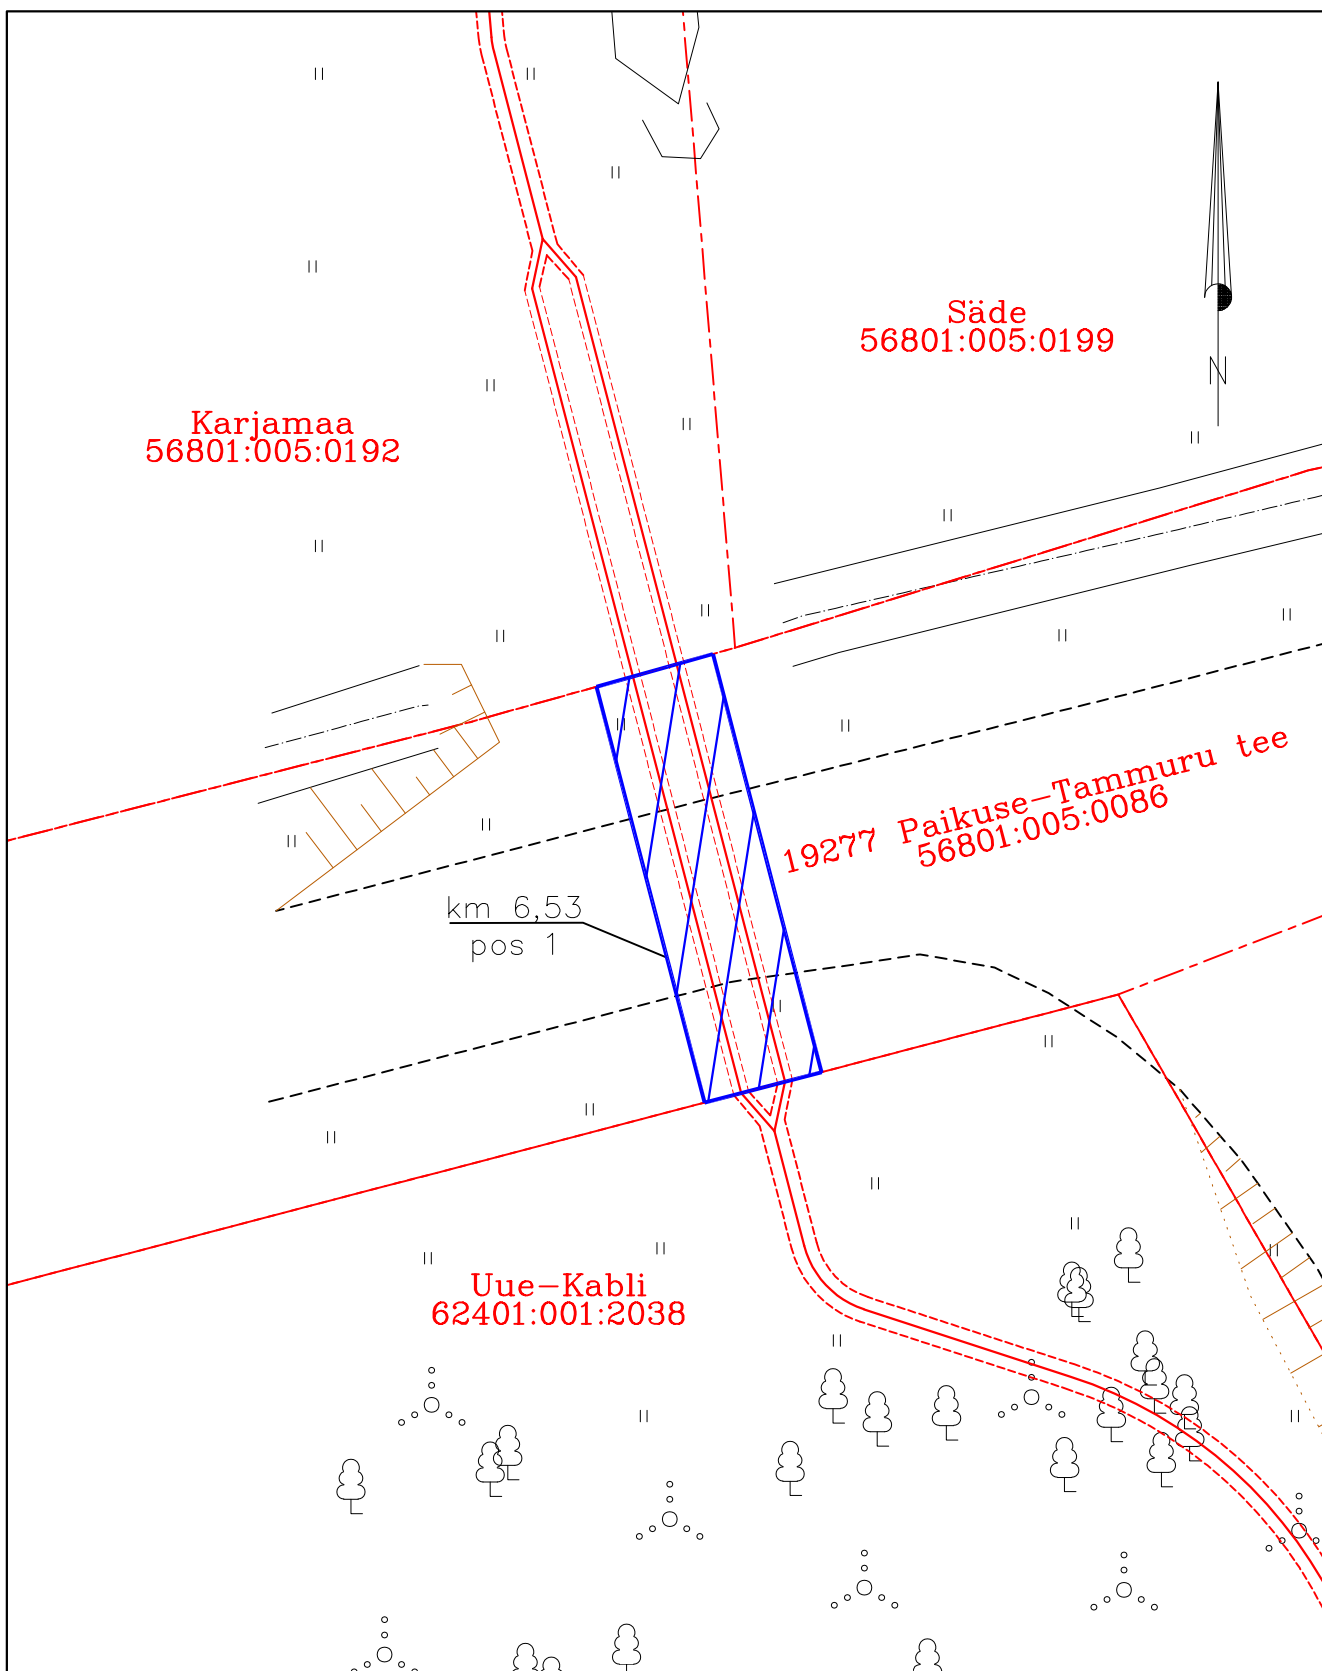 Säde
56801:005:0199
N
Karjamaa
56801:005:0192
19277 Paikuse-Tammuru tee
56801:005:0086
km 6,53
pos 1
Uue-Kabli
62401:001:2038